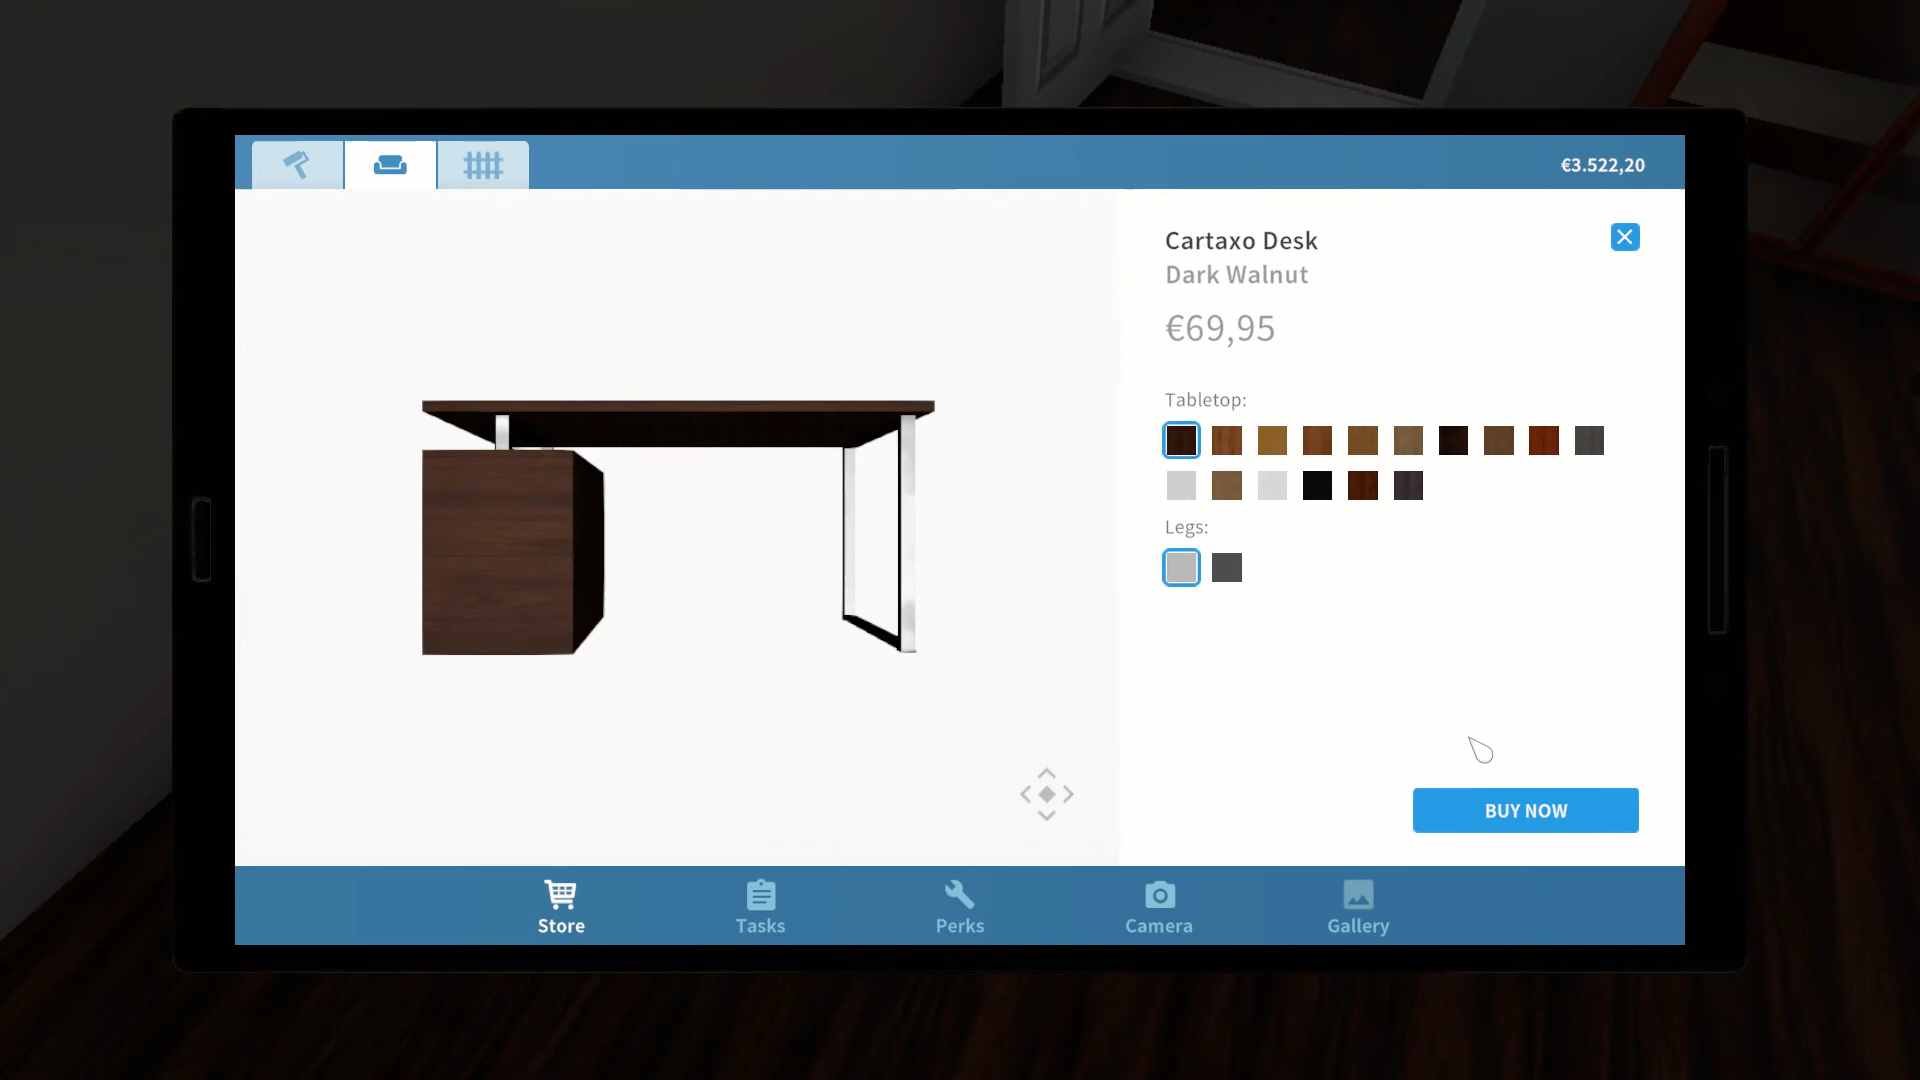 €3.522,20
Cartaxo Desk
Dark Walnut
€69,95
Tabletop:
Legs:
BUY NOW
Store
Tasks
Perks
Camera
Gallery